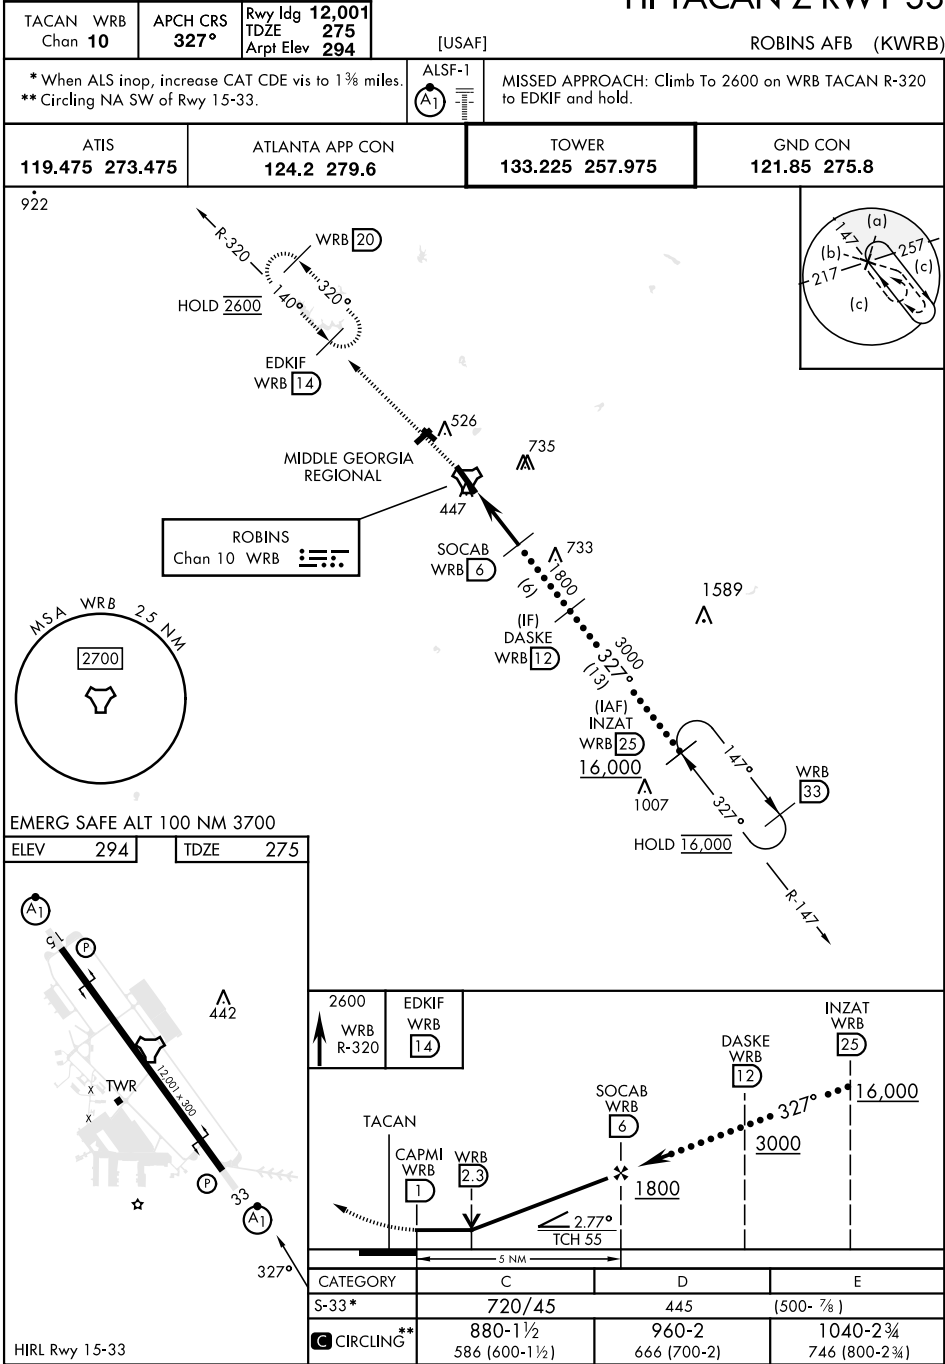 HI-TACAN Z RWY 33
TACAN WRB
Chan 10
APCH CRS
327°
Rwy ldg 12,001
TDZE 275
Arpt Elev 294
[USAF]
ROBINS AFB (KWRB)
* When ALS inop, increase CAT CDE vis to 1⅜ miles.
** Circling NA SW of Rwy 15-33.
ALSF-1
A1
MISSED APPROACH: Climb To 2600 on WRB TACAN R-320
to EDKIF and hold.
ATIS
119.475 273.475
ATLANTA APP CON
124.2 279.6
TOWER
133.225 257.975
GND CON
121.85 275.8
922
R-320
WRB 20
320°
140°
HOLD 2600
EDKIF
WRB 14
(a)
147
257
(b)
(c)
217
(c)
526
MIDDLE GEORGIA
REGIONAL
735
447
ROBINS
Chan 10 WRB
SOCAB
WRB 6
733
1800
(6)
(IF)
DASKE
WRB 12
1589
3000
327°
(13)
(IAF)
INZAT
WRB 25
16,000
1007
147°
327°
WRB
33
HOLD 16,000
R-147
MSA WRB 25 NM
2700
EMERG SAFE ALT 100 NM 3700
ELEV 294
TDZE 275
A1
15
P
442
12,001 x 300
TWR
X
X
P
33
A1
327°
HIRL Rwy 15-33
2600
WRB
R-320
EDKIF
WRB
14
INZAT
WRB
25
DASKE
WRB
12
SOCAB
WRB
6
327°
16,000
3000
1800
TACAN
CAPMI
WRB
1
WRB
2.3
2.77°
TCH 55
5 NM
CATEGORY C D E
S-33* 720/45 445 (500-⅞)
C CIRCLING** 880-1½ 960-2 1040-2¾
586 (600-1½) 666 (700-2) 746 (800-2¾)